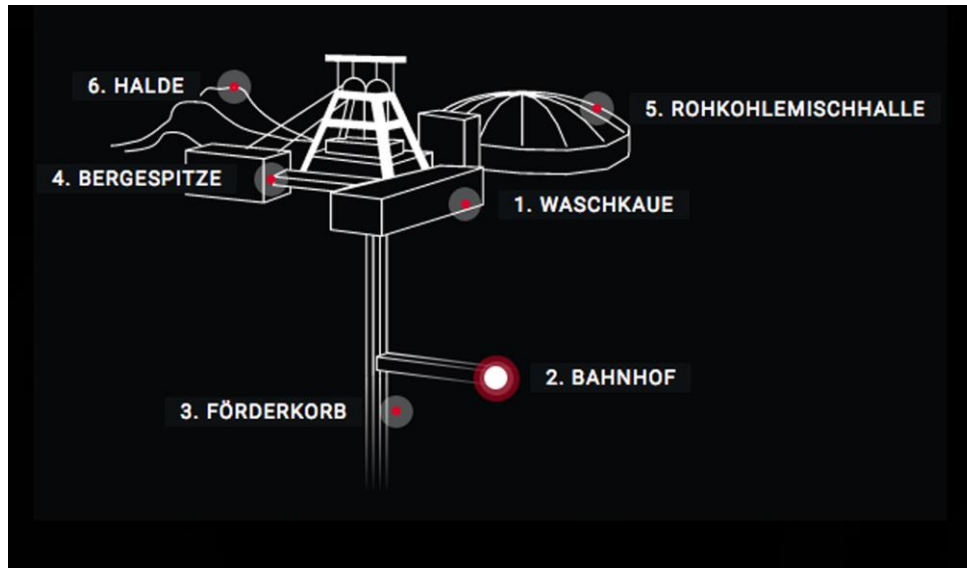 6. HALDE
5. ROHKOHLEMISCHHALLE
4. BERGESPITZE
1. WASCHKAUE
2. BAHNHOF
3. FÖRDERKORB